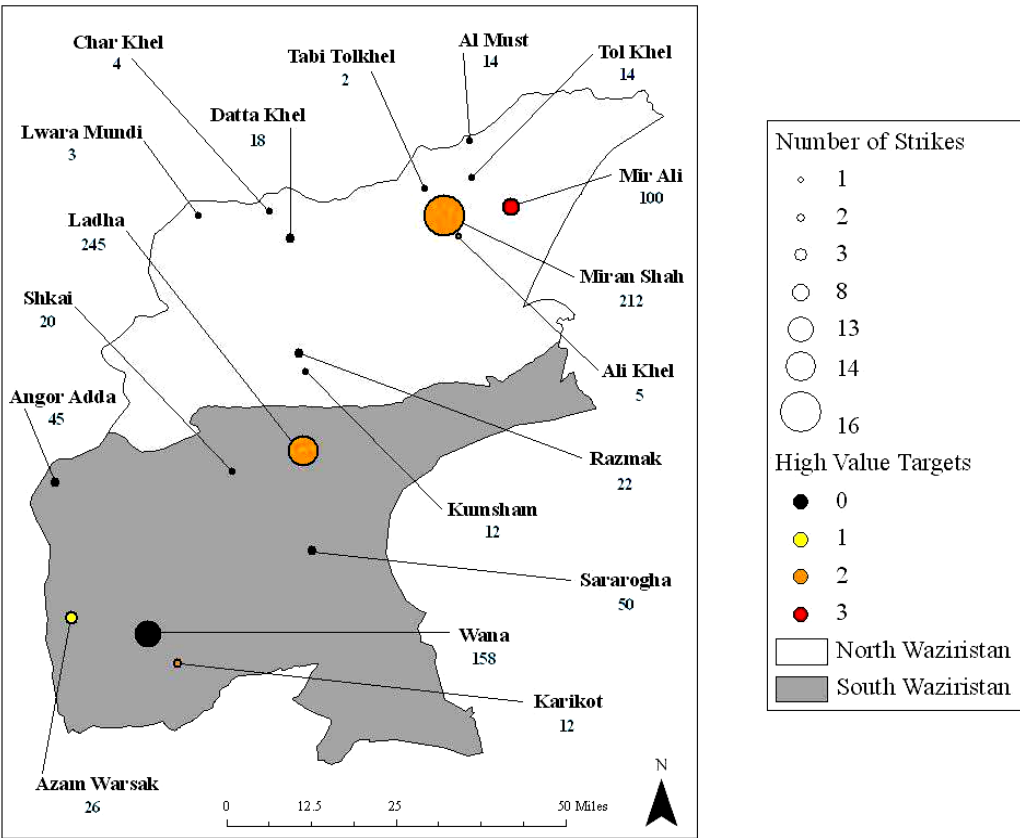 Char Khel
4
Tabi Tolkhel
2
Al Must
14
Tol Khel
14
Datta Khel
18
Lwara Mundi
3
Mir Ali
100
Ladha
245
Miran Shah
212
Shkai
20
Ali Khel
5
Angor Adda
45
Razmak
22
Kumsham
12
Sararogha
50
Wana
158
Karikot
12
Azam Warsak
26
0 12.5 25 50 Miles
N
Number of Strikes
1
2
3
8
13
14
16
High Value Targets
0
1
2
3
North Waziristan
South Waziristan